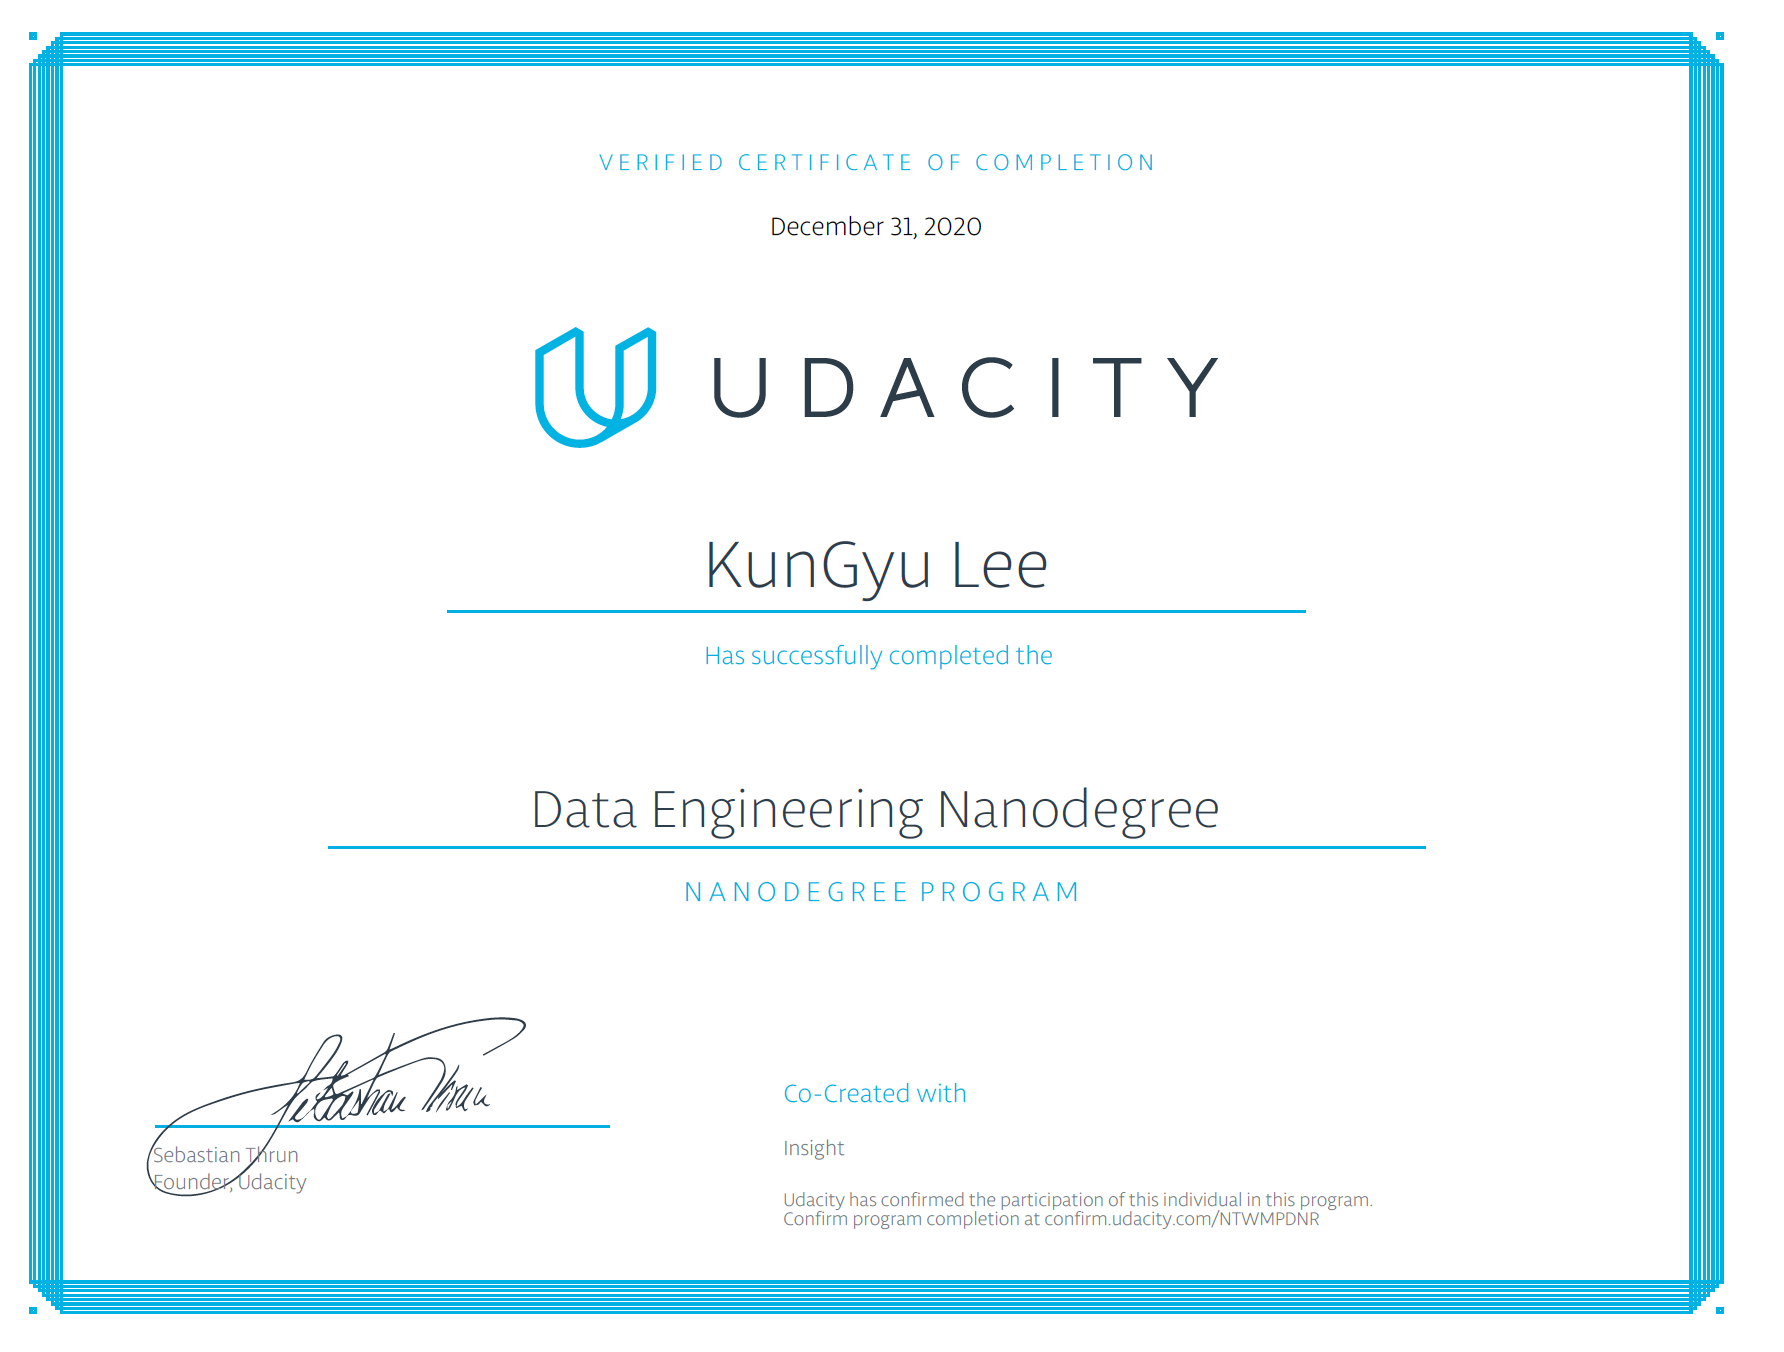 VERIFIED CERTIFICATE OF COMPLETION
December 31, 2020
UDACITY
KunGyu Lee
Has successfully completed the
Data Engineering Nanodegree
NANODEGREE PROGRAM
Sebastian Thrun
Sebastian Thrun
Founder, Udacity
Co-Created with
Insight
Udacity has confirmed the participation of this individual in this program.
Confirm program completion at confirm.udacity.com/NTWMPDNR